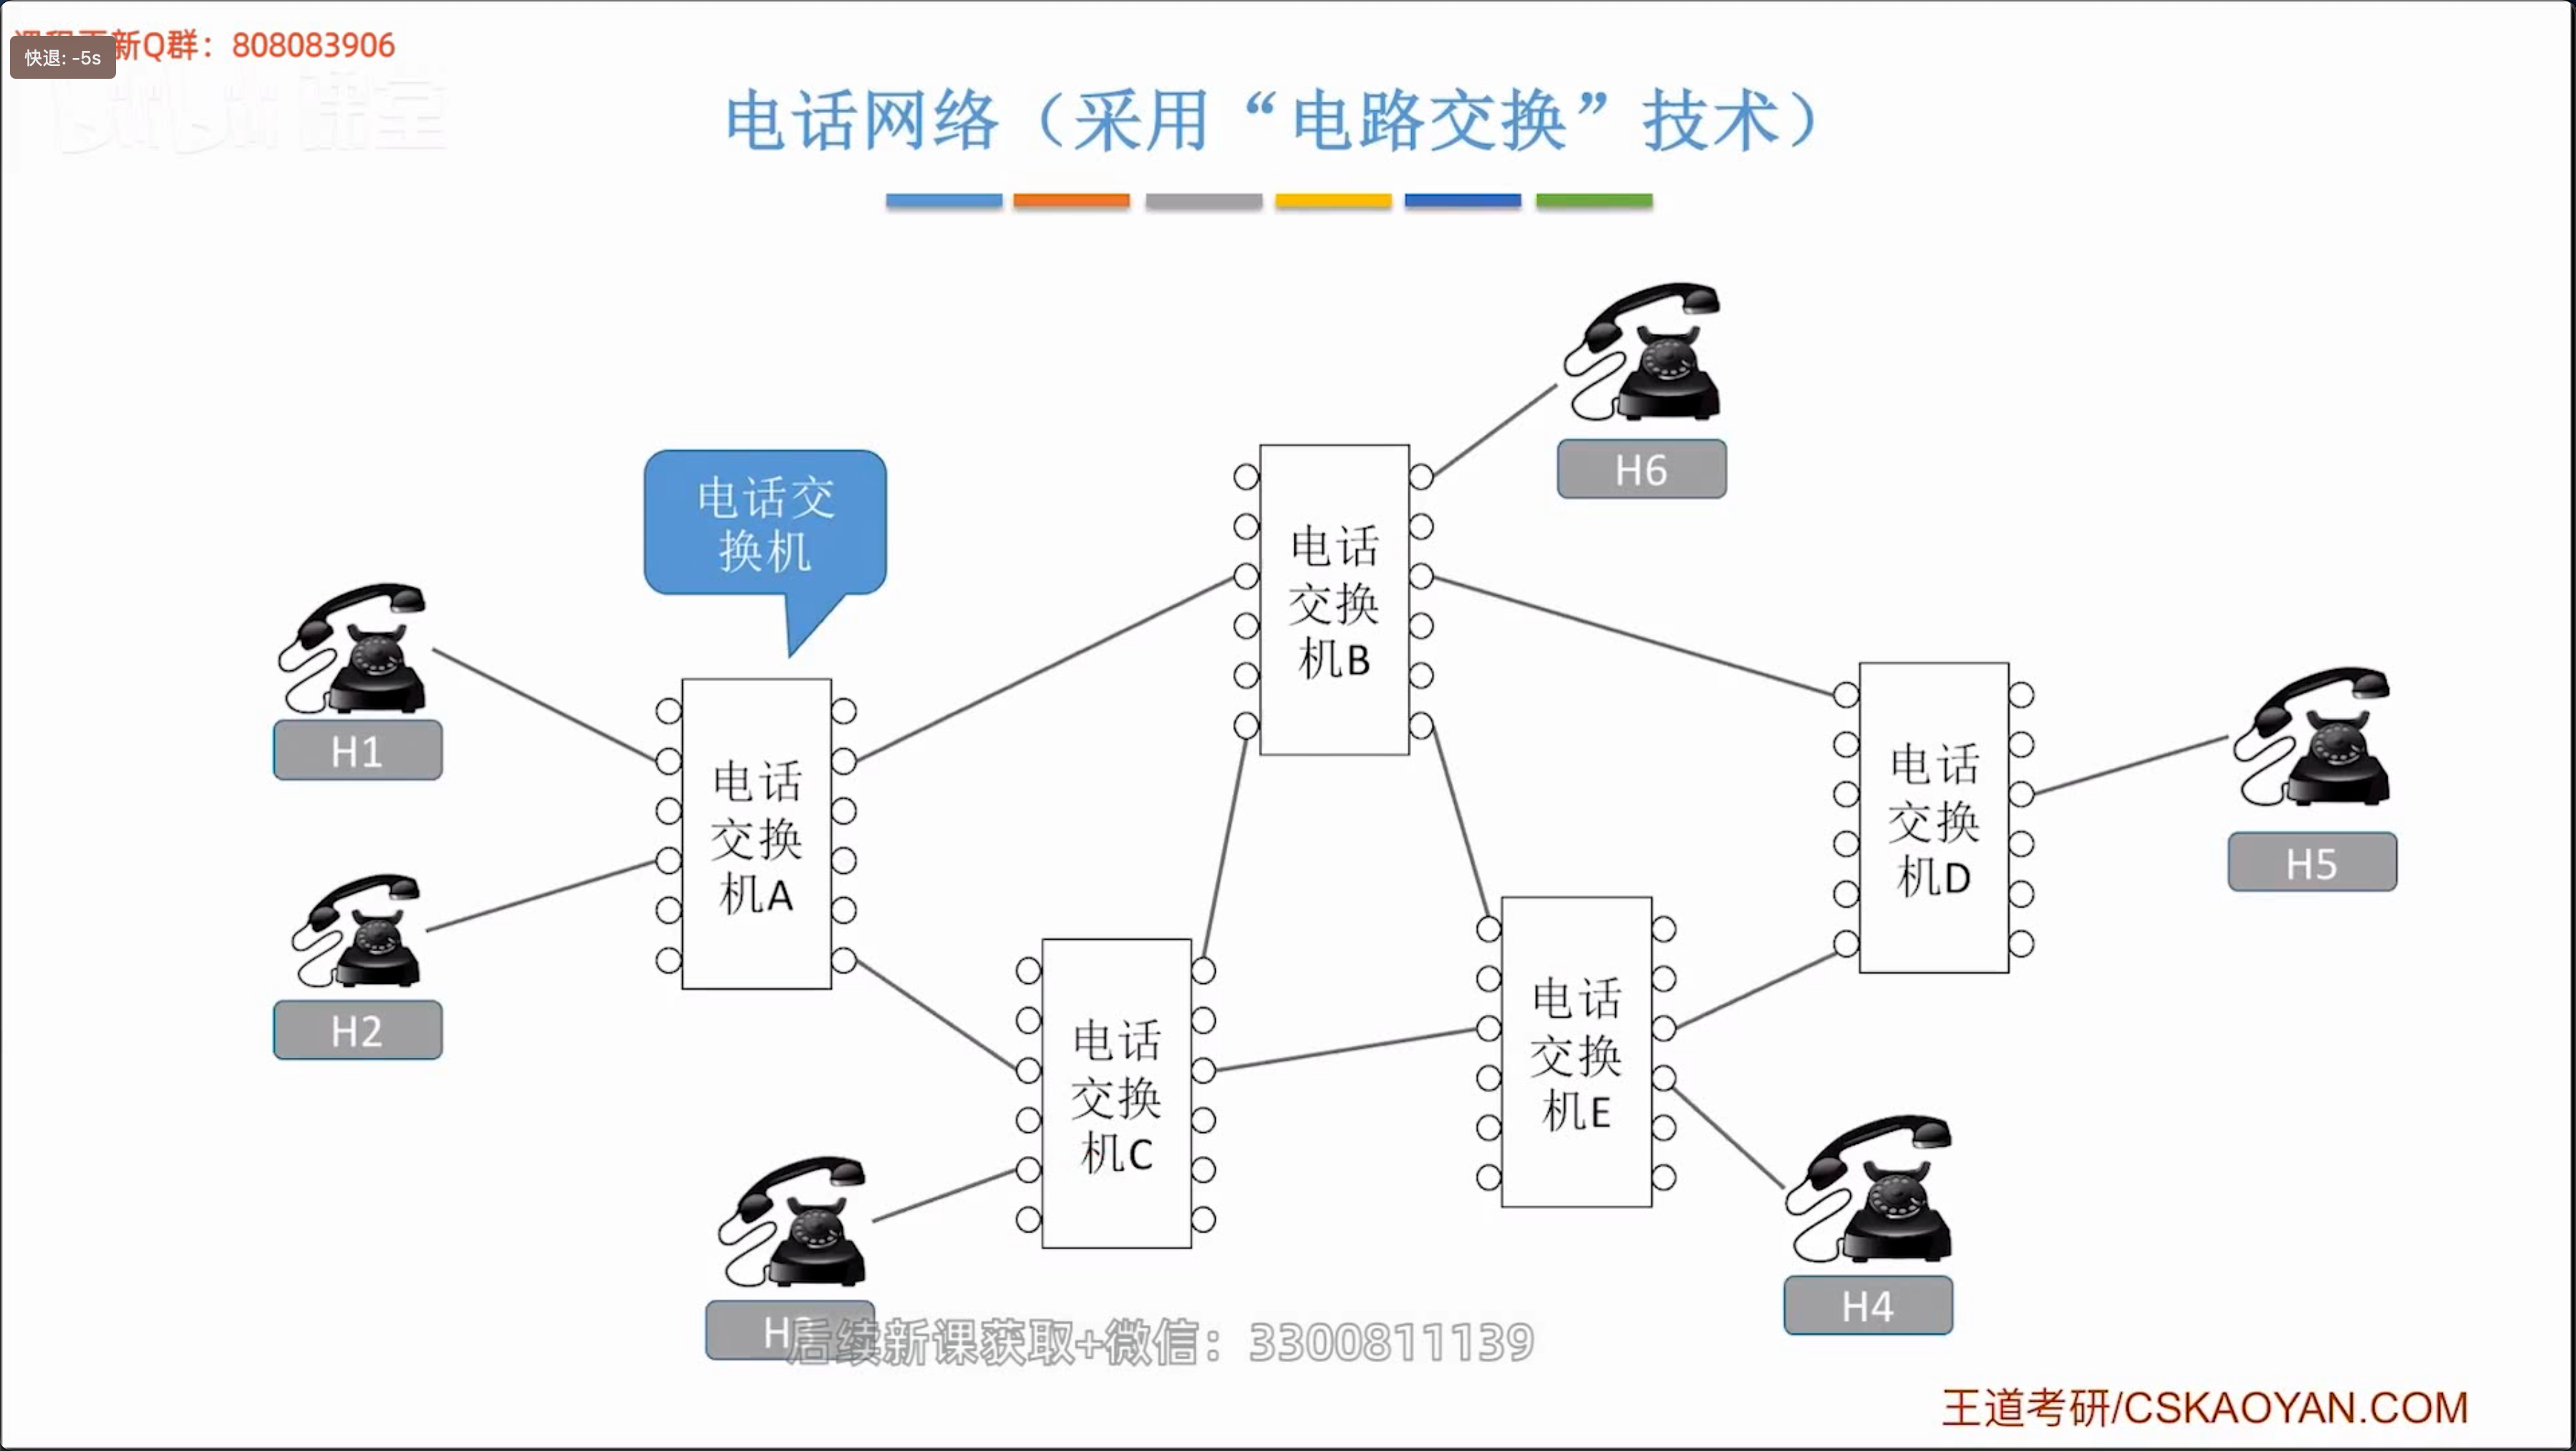 新Q群：808083906
快退: -5s
课堂
电话网络（采用“电路交换”技术）
H6
电话交
换机
电话
交换
机B
H1
电话
交换
机A
电话
交换
机D
H5
H2
电话
交换
机C
电话
交换
机E
H4
后续新课获取+微信：3300811139
王道考研/CSKAOYAN.COM